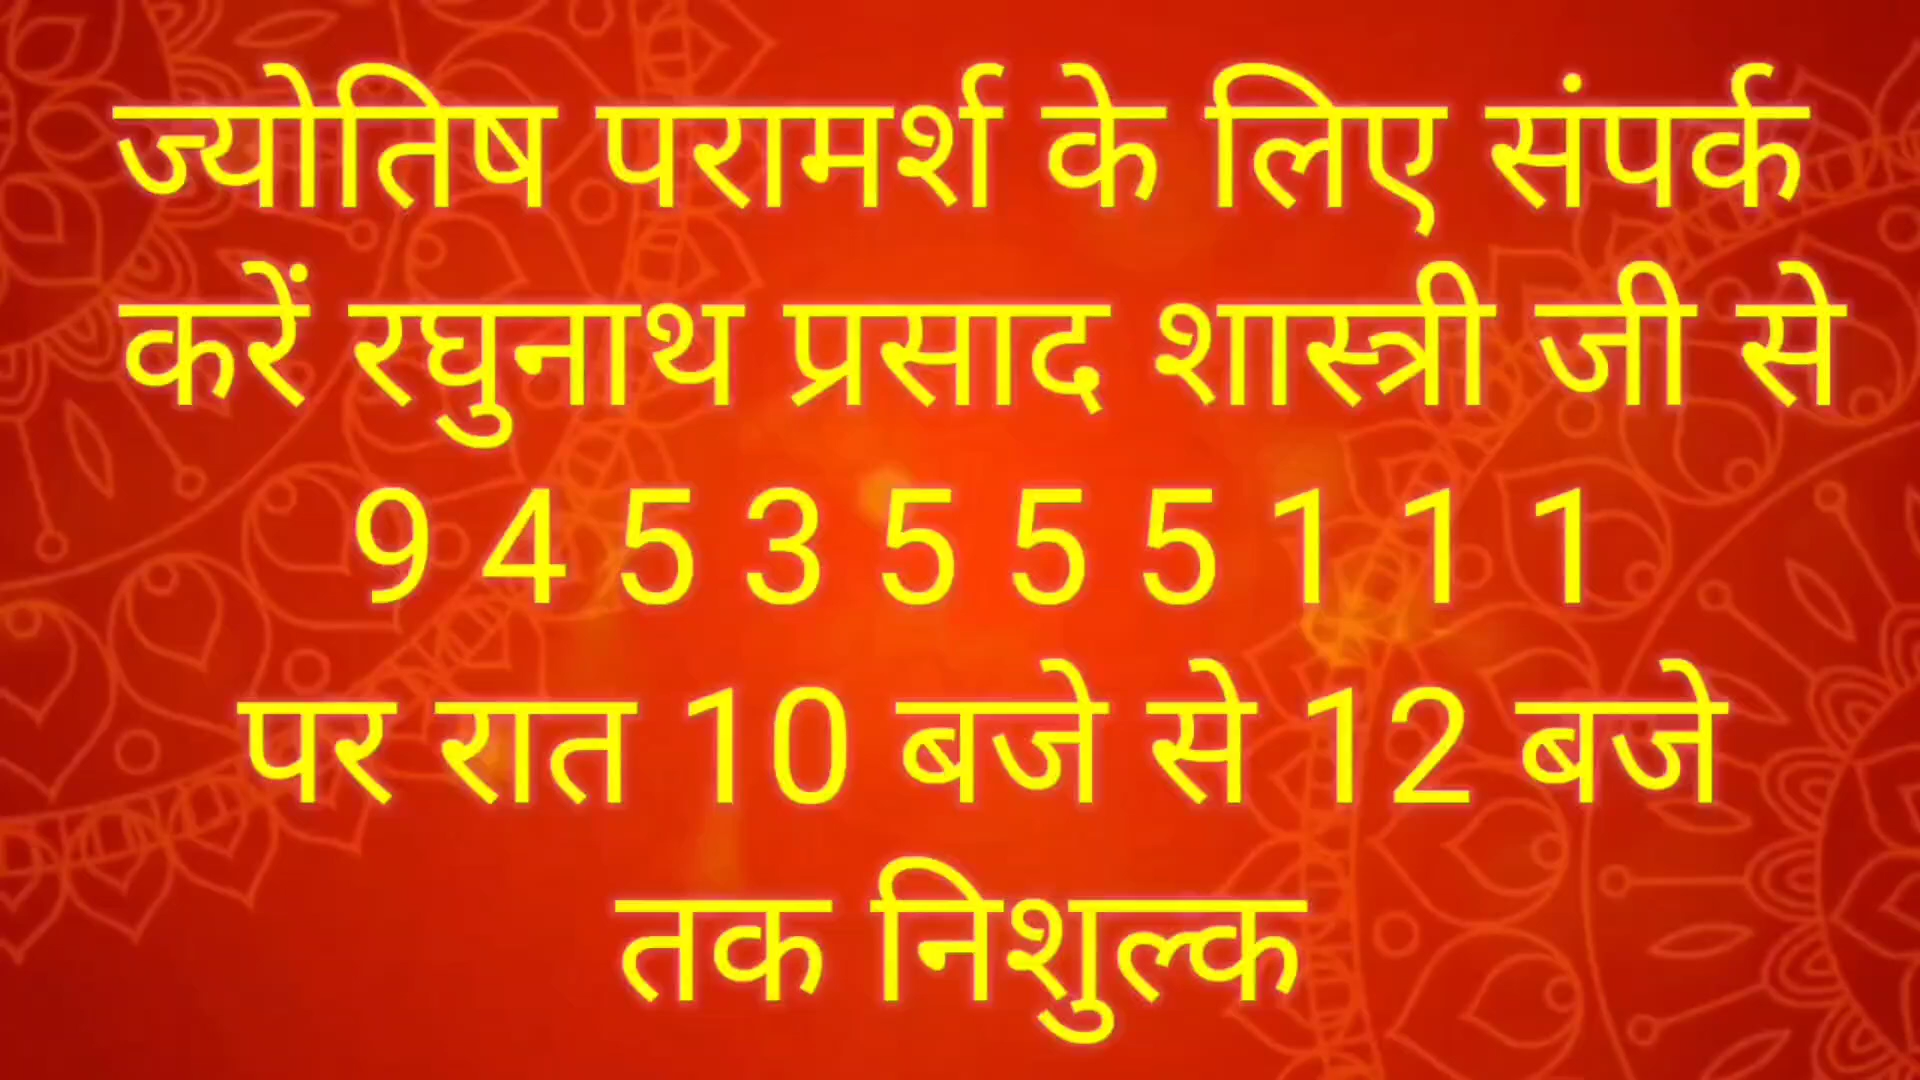 ज्योतिष परामर्श के लिए संपर्क
करें रघुनाथ प्रसाद शास्त्री जी से
9 4 5 3 5 5 5 1 1 1
पर रात 10 बजे से 12 बजे
तक निशुल्क